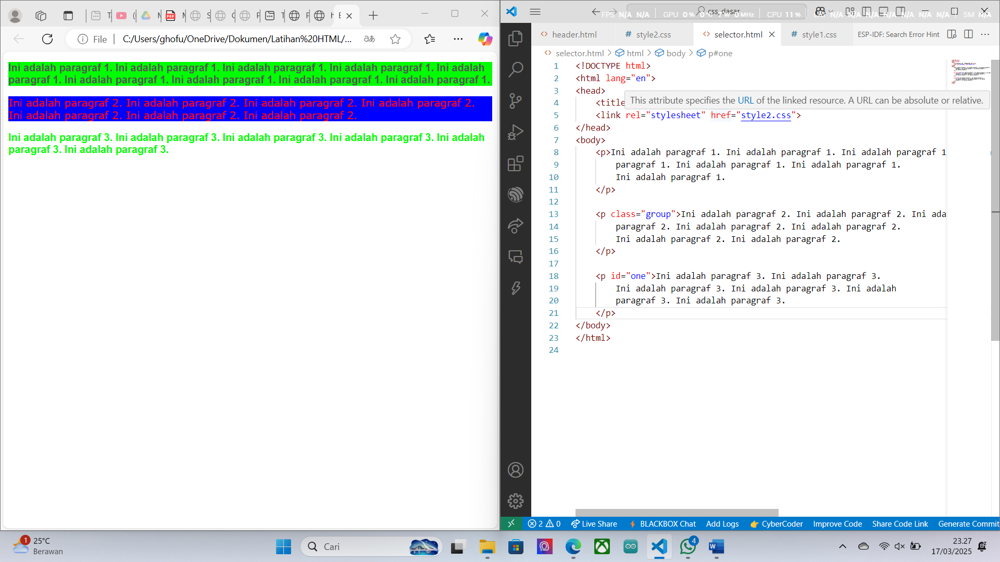 File
C:/Users/ghofu/OneDrive/Dokumen/Latihan%20HTML/...
Ini adalah paragraf 1. Ini adalah paragraf 1. Ini adalah paragraf 1. Ini adalah paragraf 1. Ini adalah
paragraf 1. Ini adalah paragraf 1. Ini adalah paragraf 1. Ini adalah paragraf 1. Ini adalah paragraf 1.
Ini adalah paragraf 2. Ini adalah paragraf 2. Ini adalah paragraf 2. Ini adalah paragraf 2.
Ini adalah paragraf 2. Ini adalah paragraf 2. Ini adalah paragraf 2.
Ini adalah paragraf 3. Ini adalah paragraf 3. Ini adalah paragraf 3. Ini adalah paragraf 3. Ini adalah
paragraf 3. Ini adalah paragraf 3.
css_dasar
FPS N/A N/A GPU 0 % 0 °C 0 MHz CPU 11 % N/A N/A N/A N/A N/A N/A N/A SM N/A
header.html
style2.css
selector.html
style1.css
ESP-IDF: Search Error Hint
selector.html > html > body > p#one
1 <!DOCTYPE html>
2 <html lang="en">
3 <head>
This attribute specifies the URL of the linked resource. A URL can be absolute or relative.
4 <title
5 <link rel="stylesheet" href="style2.css">
6 </head>
7 <body>
8 <p>Ini adalah paragraf 1. Ini adalah paragraf 1. Ini adalah paragraf 1
9 paragraf 1. Ini adalah paragraf 1. Ini adalah paragraf 1.
10 Ini adalah paragraf 1.
11 </p>
12
13 <p class="group">Ini adalah paragraf 2. Ini adalah paragraf 2. Ini ada
14 paragraf 2. Ini adalah paragraf 2. Ini adalah paragraf 2.
15 Ini adalah paragraf 2. Ini adalah paragraf 2.
16 </p>
17
18 <p id="one">Ini adalah paragraf 3. Ini adalah paragraf 3.
19 Ini adalah paragraf 3. Ini adalah paragraf 3. Ini adalah
20 paragraf 3. Ini adalah paragraf 3.
21 </p>
22 </body>
23 </html>
24
2 0 Live Share BLACKBOX Chat Add Logs CyberCoder Improve Code Share Code Link Generate Commit
1
25°C
Berawan
Cari
4
23.27
17/03/2025